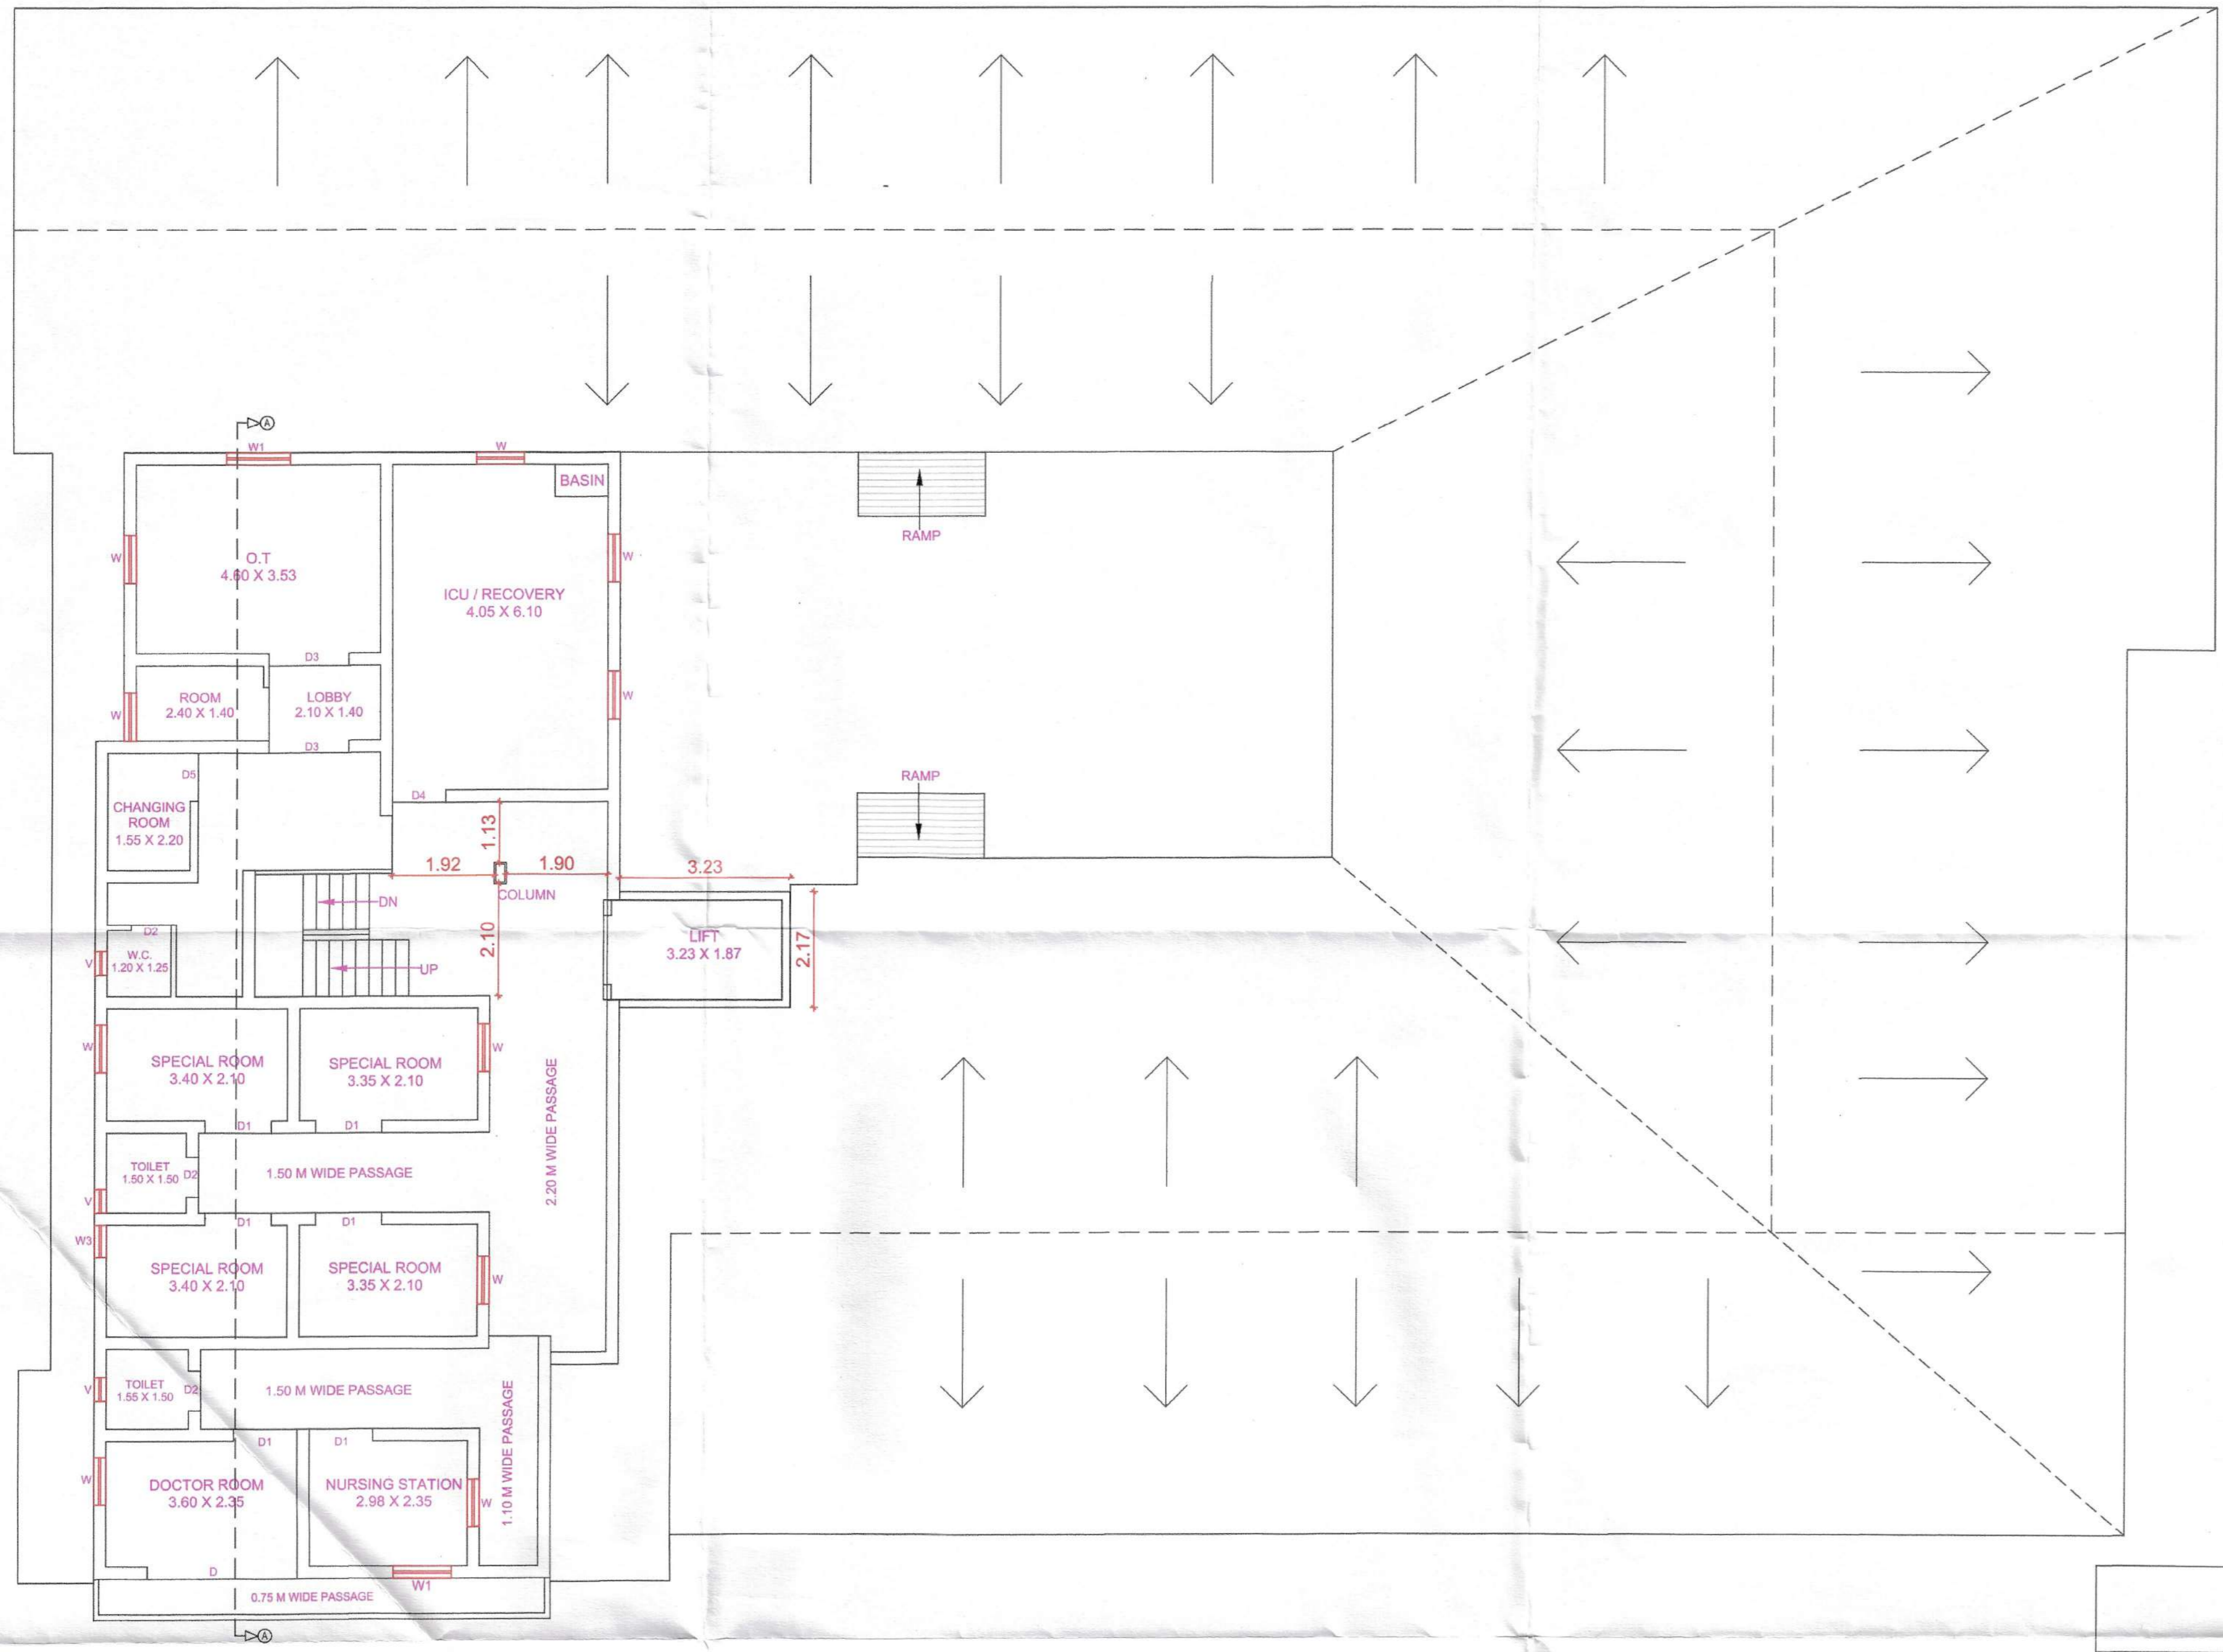 A
W1
W
BASIN
RAMP
W
O.T
4.60 X 3.53
W
ICU / RECOVERY
4.05 X 6.10
D3
ROOM
2.40 X 1.40
LOBBY
2.10 X 1.40
W
W
D3
D5
RAMP
D4
CHANGING
ROOM
1.55 X 2.20
1.13
1.92
1.90
3.23
COLUMN
DN
D2
2.10
LIFT
3.23 X 1.87
2.17
W.C.
1.20 X 1.25
V
UP
W
SPECIAL ROOM
3.40 X 2.10
SPECIAL ROOM
3.35 X 2.10
W
D1
D1
2.20 M WIDE PASSAGE
TOILET
1.50 X 1.50
D2
1.50 M WIDE PASSAGE
V
D1
D1
W3
SPECIAL ROOM
3.40 X 2.10
SPECIAL ROOM
3.35 X 2.10
W
TOILET
1.55 X 1.50
V
D2
1.50 M WIDE PASSAGE
1.10 M WIDE PASSAGE
D1
D1
W
DOCTOR ROOM
3.60 X 2.35
NURSING STATION
2.98 X 2.35
W
D
W1
0.75 M WIDE PASSAGE
A